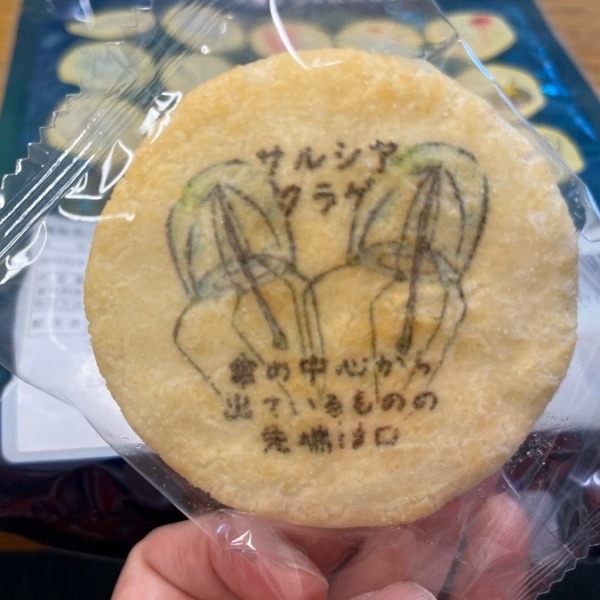 サルシア
クラゲ
傘の中心から
出ているものの
先端は口